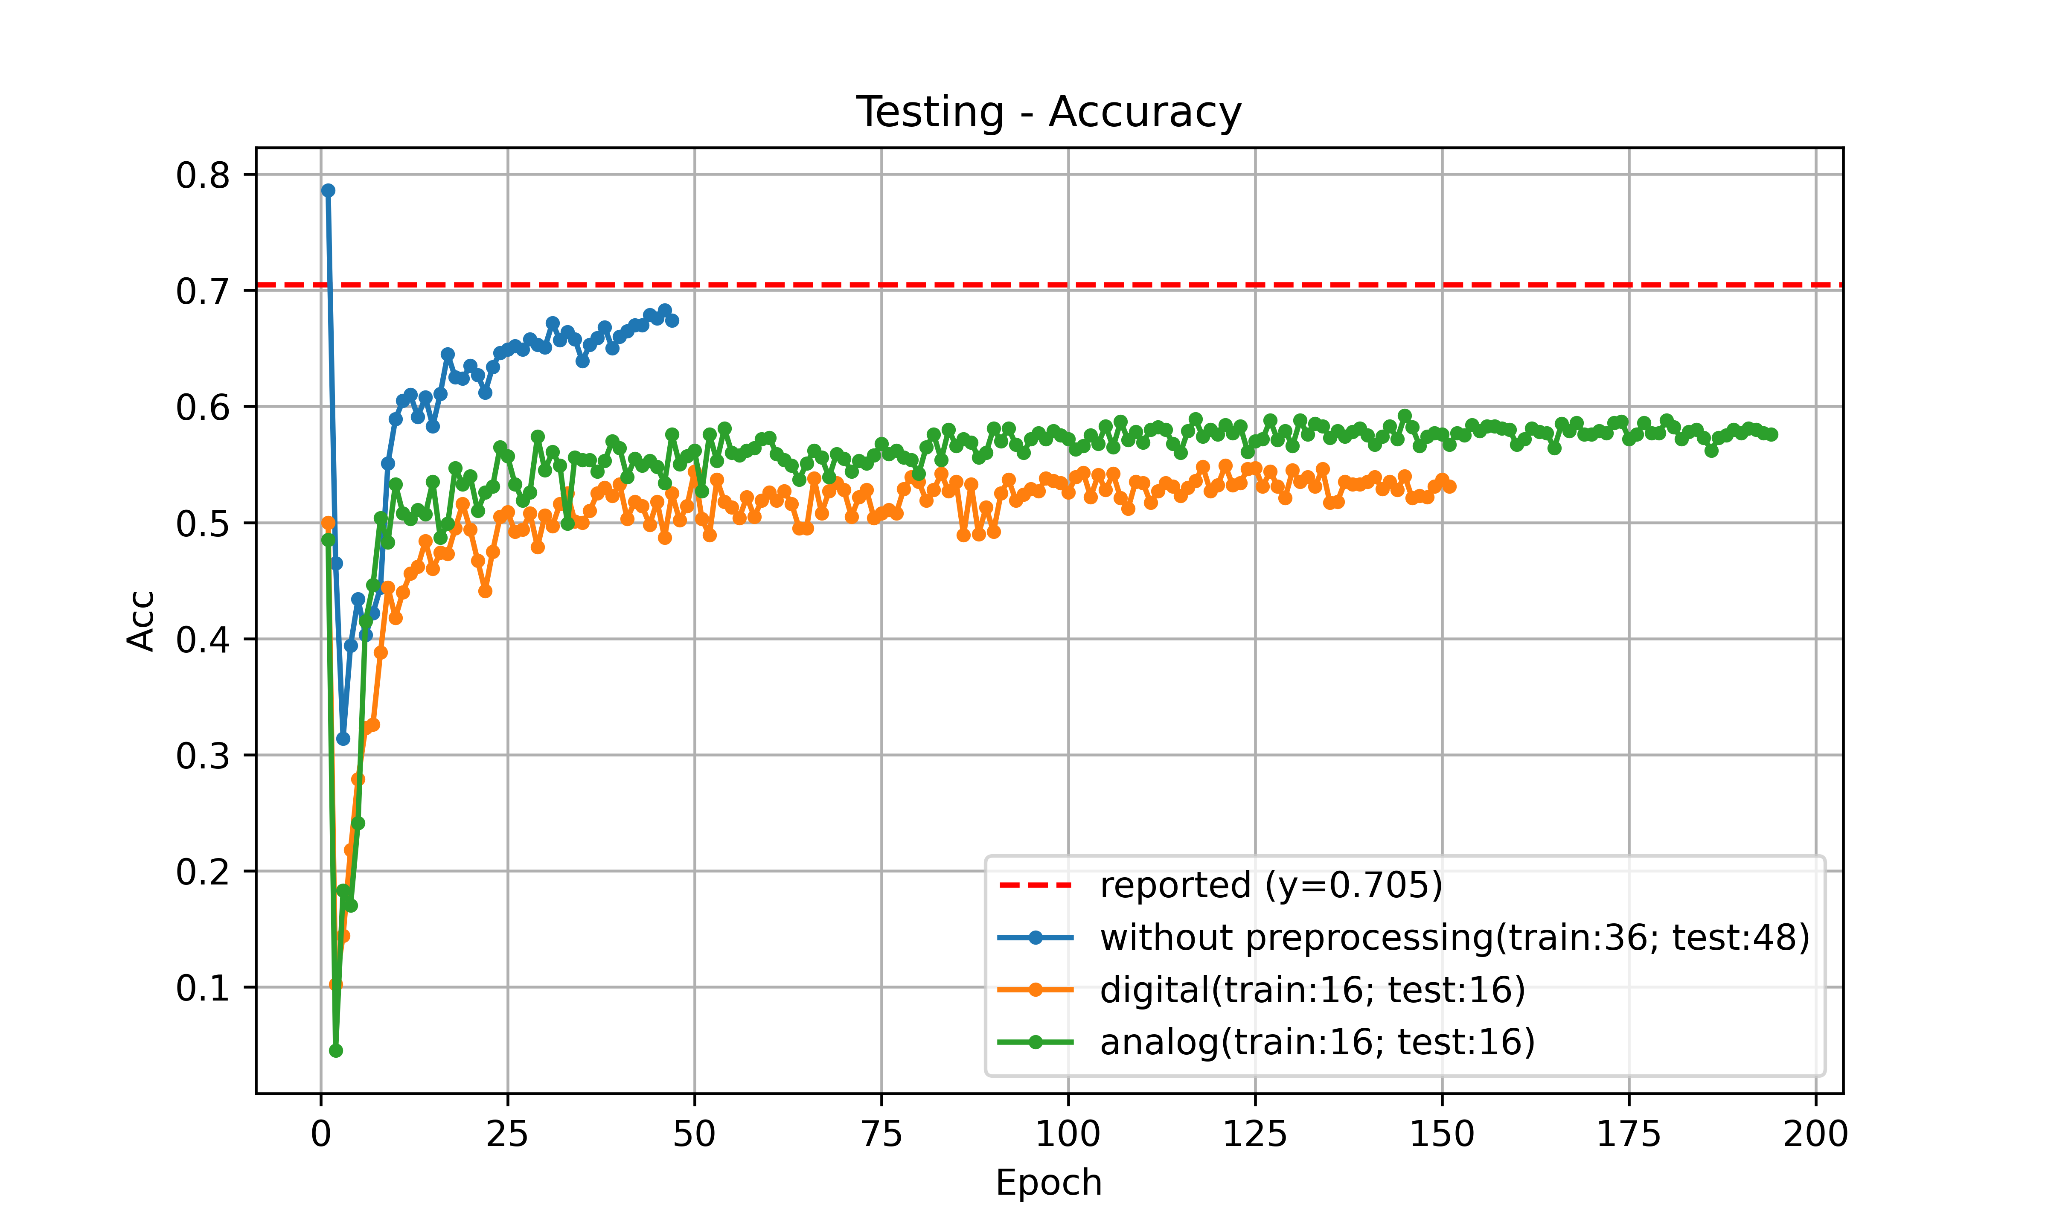 Testing - Accuracy
0.8
0.7
0.6
0.5
0.4
0.3
0.2
0.1
Acc
reported (y=0.705)
without preprocessing(train:36; test:48)
digital(train:16; test:16)
analog(train:16; test:16)
0 25 50 75 100 125 150 175 200
Epoch